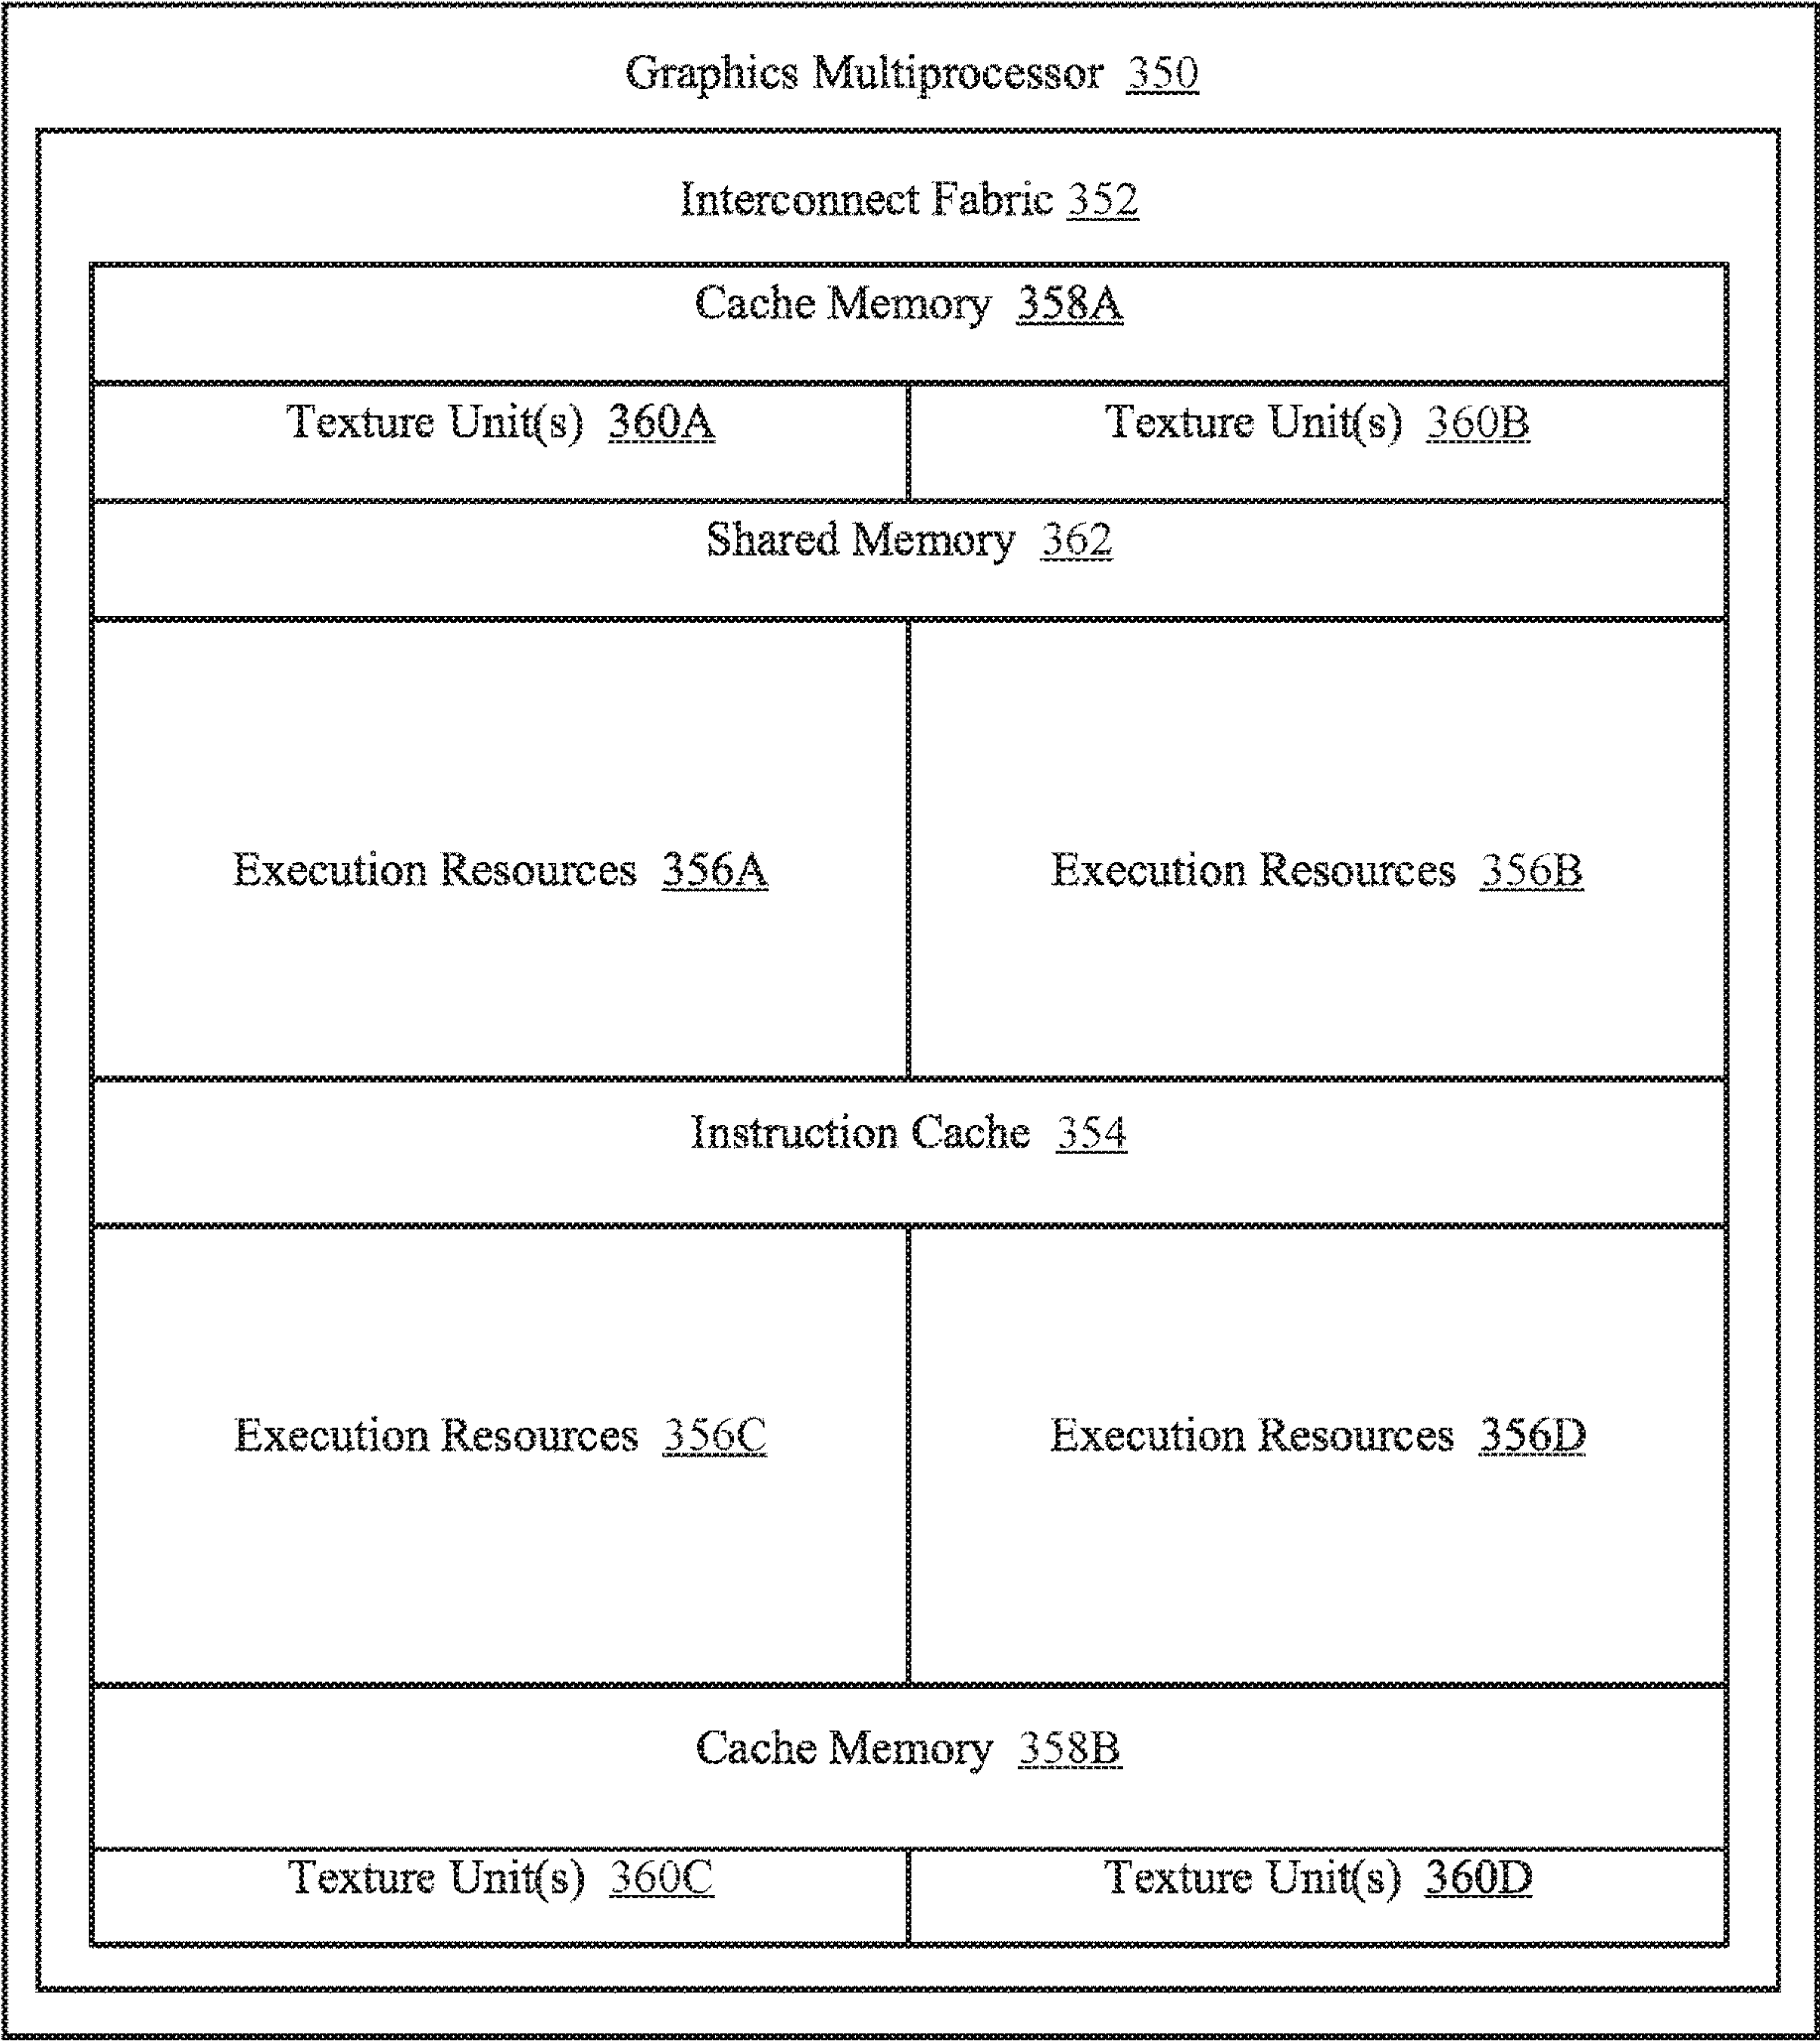 Graphics Multiprocessor 350
Interconnect Fabric 352
Cache Memory 358A
Texture Unit(s) 360A
Texture Unit(s) 360B
Shared Memory 362
Execution Resources 356A
Execution Resources 356B
Instruction Cache 354
Execution Resources 356C
Execution Resources 356D
Cache Memory 358B
Texture Unit(s) 360C
Texture Unit(s) 360D